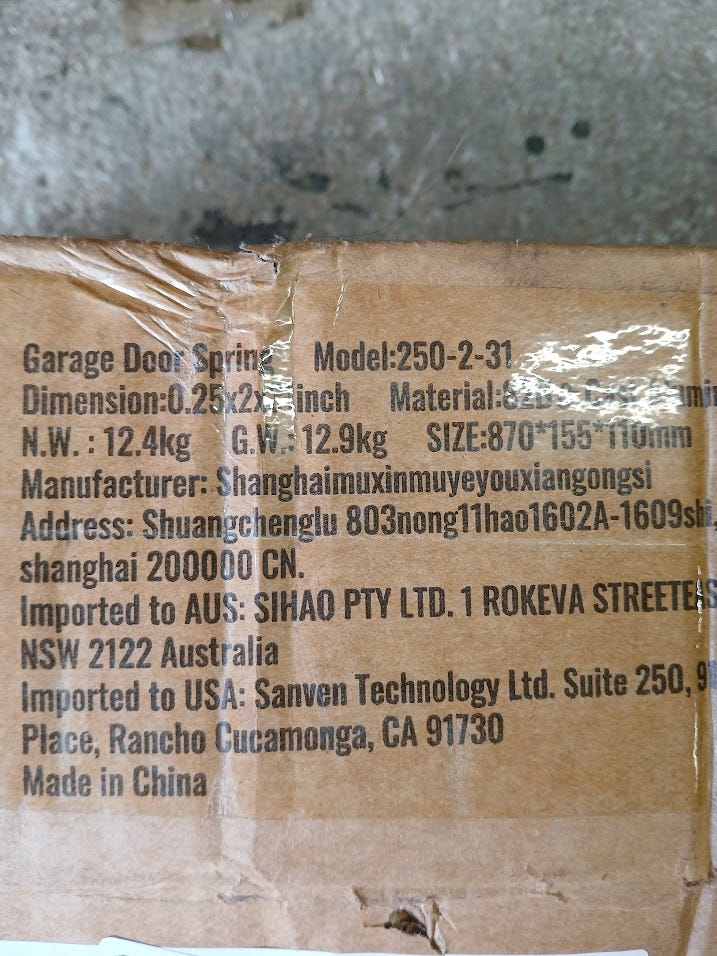 Garage Door Spring Model:250-2-31
Dimension:0.25x2x inch Material:
N.W. : 12.4kg G.W.: 12.9kg SIZE:870*155*110mm
Manufacturer: Shanghaimuxinmuyeyouxiangongsi
Address: Shuangchenglu 803nong11hao1602A-1609shi,
shanghai 200000 CN.
Imported to AUS: SIHAO PTY LTD. 1 ROKEVA STREETEAS
NSW 2122 Australia
Imported to USA: Sanven Technology Ltd. Suite 250,
Place, Rancho Cucamonga, CA 91730
Made in China